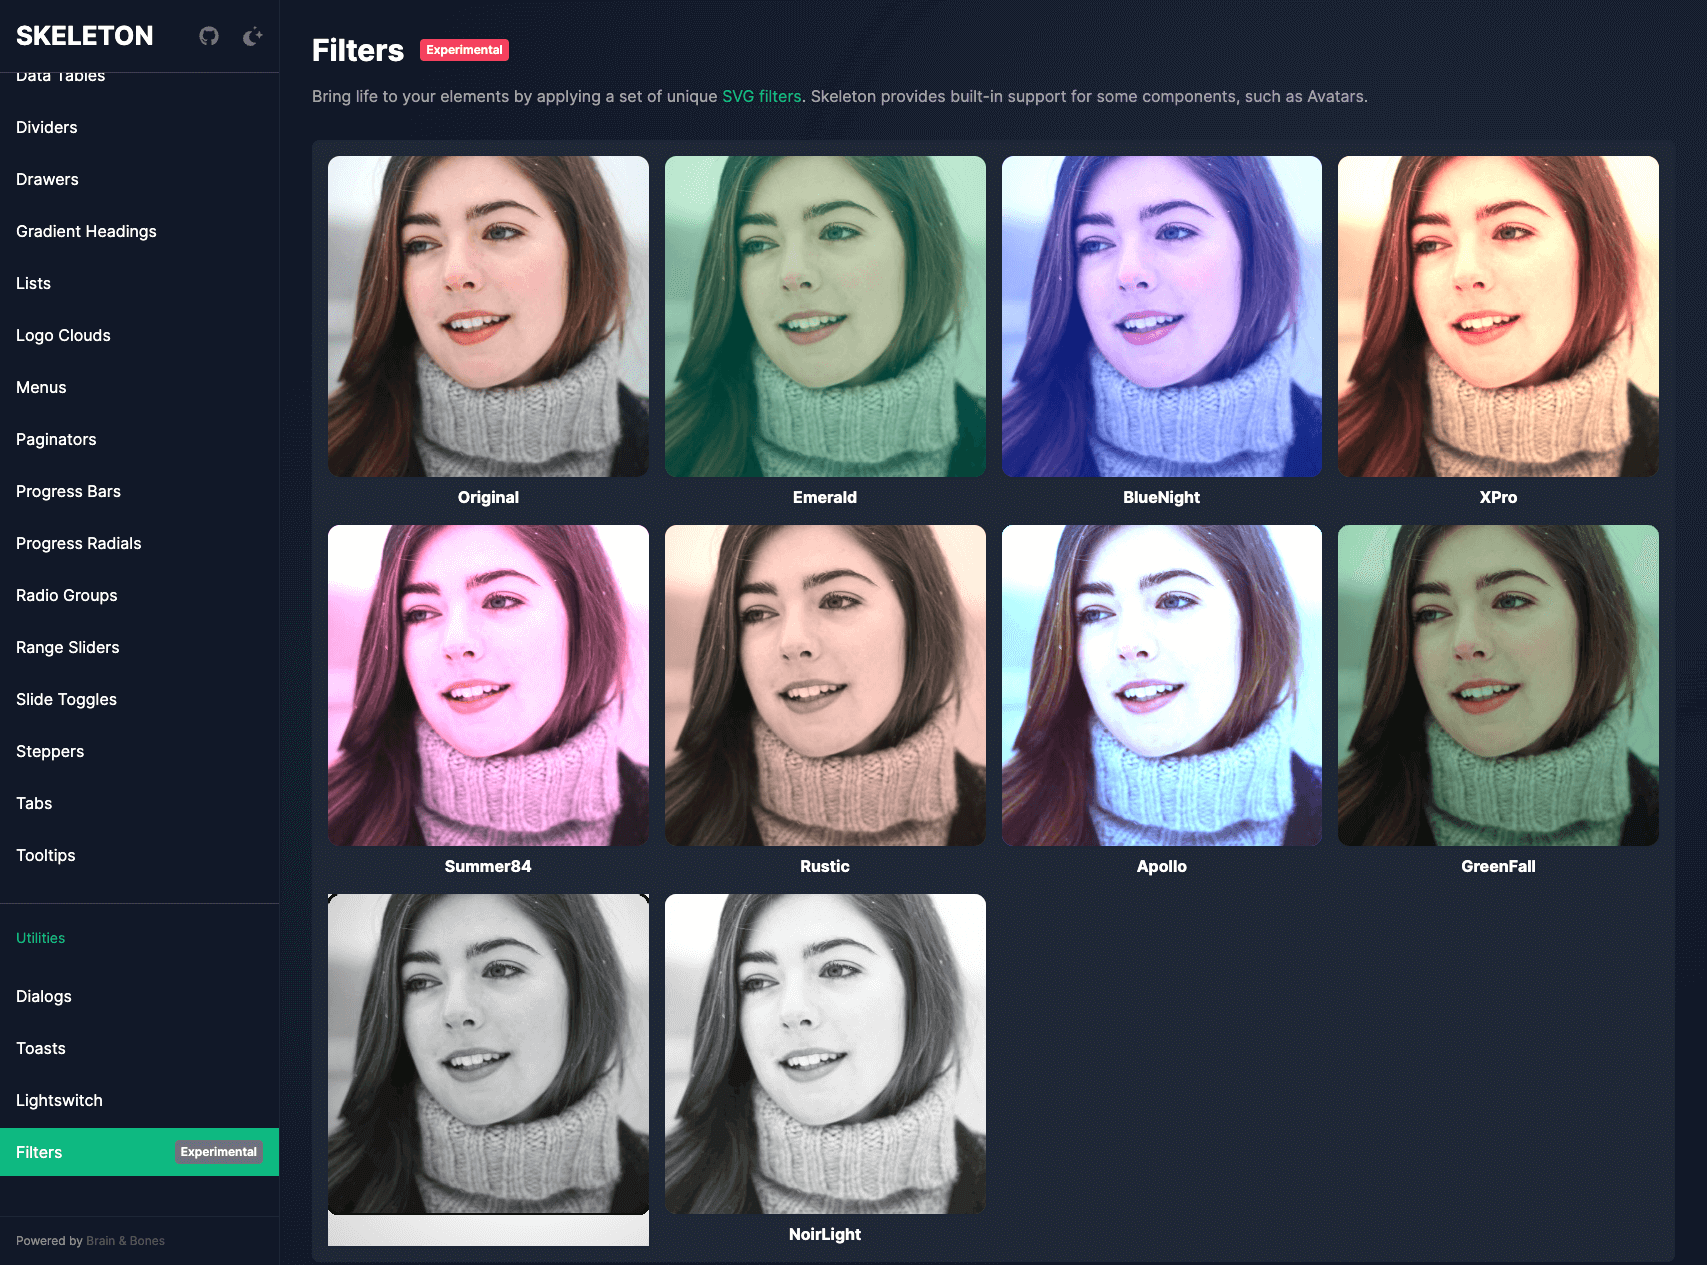 SKELETON
Data Tables
Dividers
Drawers
Gradient Headings
Lists
Logo Clouds
Menus
Paginators
Progress Bars
Progress Radials
Radio Groups
Range Sliders
Slide Toggles
Steppers
Tabs
Tooltips
Utilities
Dialogs
Toasts
Lightswitch
Filters Experimental
Powered by Brain & Bones
Filters Experimental
Bring life to your elements by applying a set of unique SVG filters. Skeleton provides built-in support for some components, such as Avatars.
Original
Emerald
BlueNight
XPro
Summer84
Rustic
Apollo
GreenFall
NoirLight